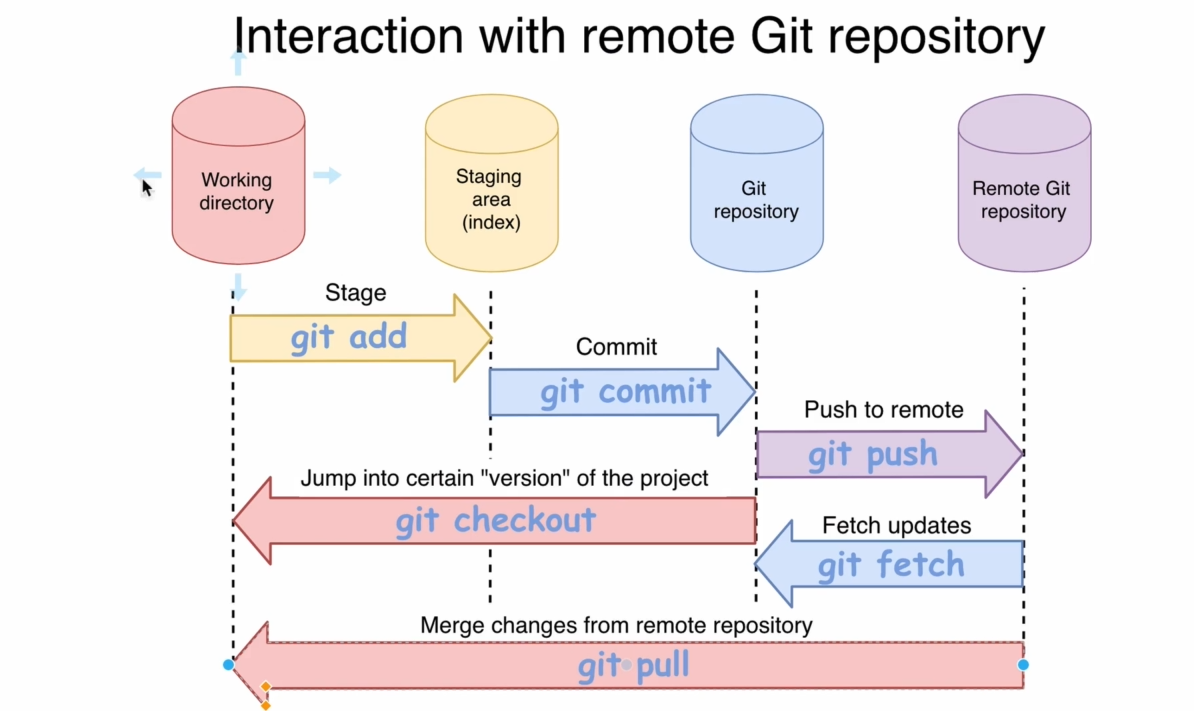 Interaction with remote Git repository
Working
directory
Staging
area
(index)
Git
repository
Remote Git
repository
Stage
git add
Commit
git commit
Push to remote
git push
Jump into certain "version" of the project
git checkout
Fetch updates
git fetch
Merge changes from remote repository
git pull